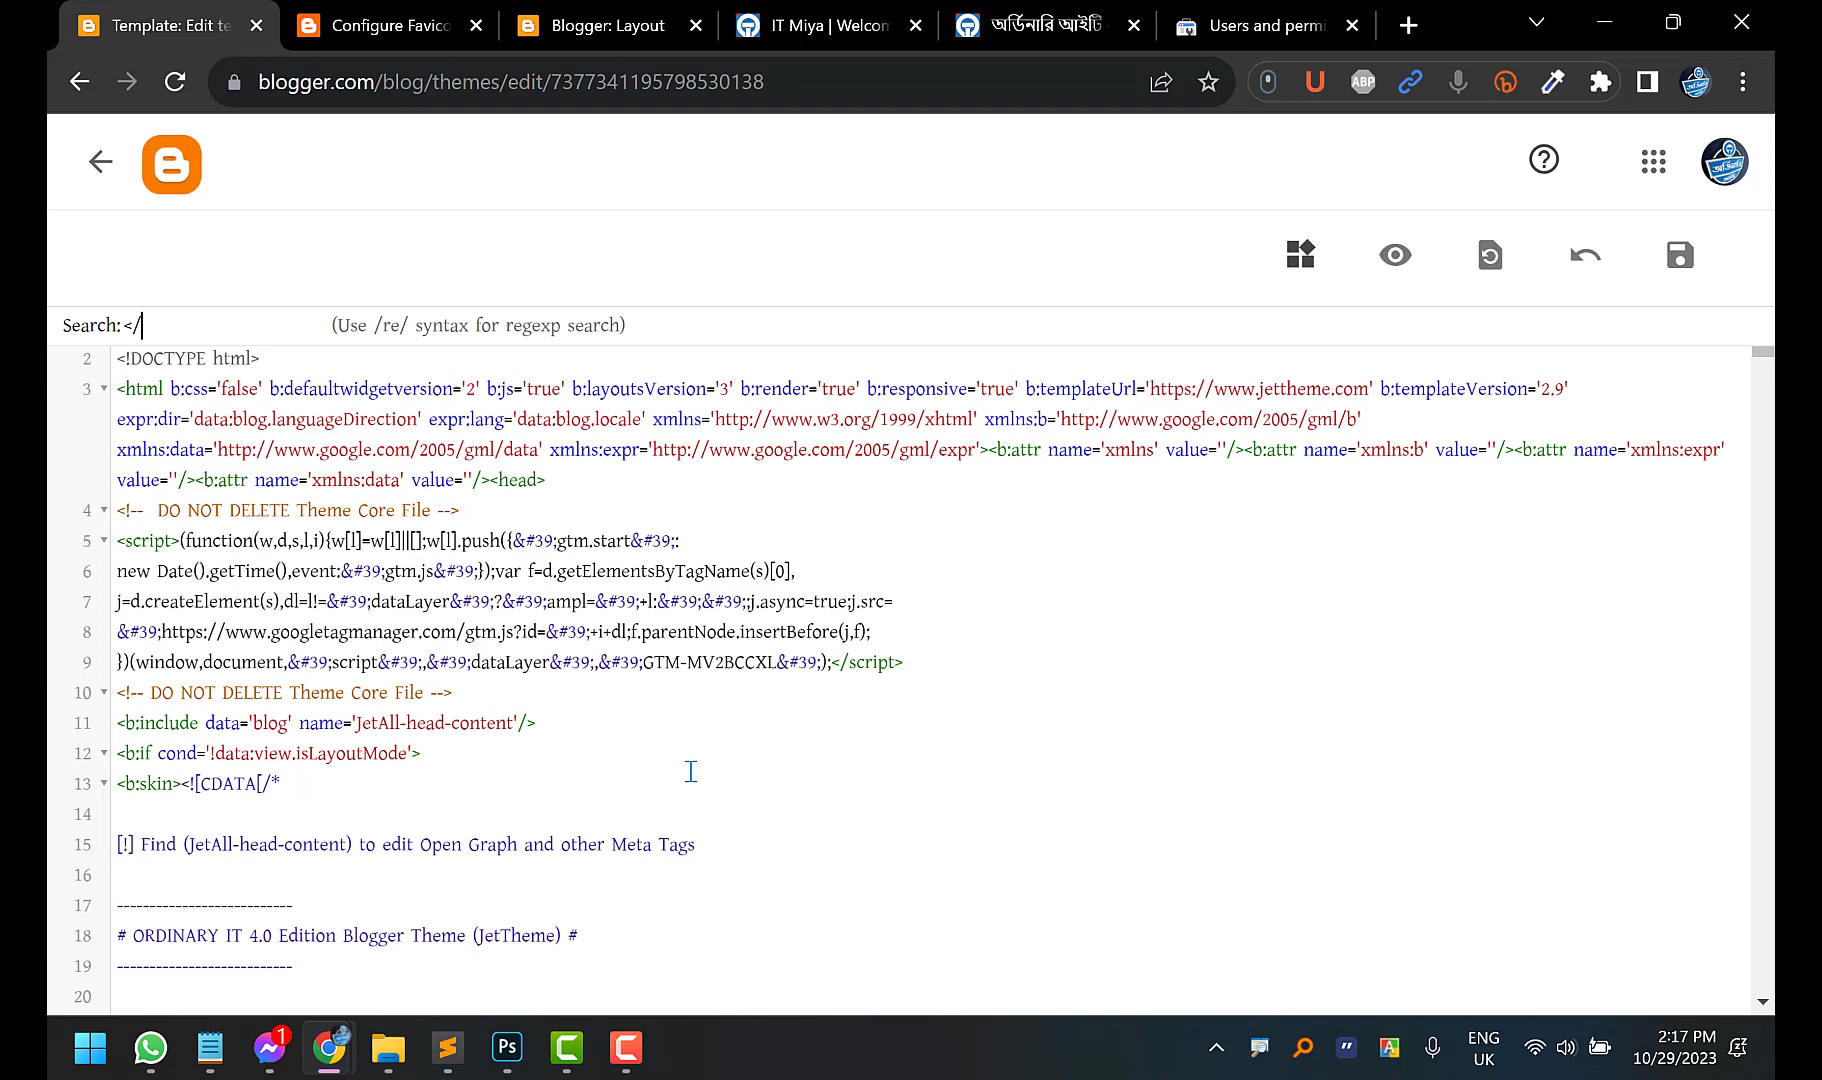 Template: Edit te
Configure Favico
Blogger: Layout
IT Miya | Welcom
অর্ডিনারি আইটি
Users and permi
blogger.com/blog/themes/edit/7377341195798530138
ABP
Search: </
(Use /re/ syntax for regexp search)
2 <!DOCTYPE html>
3 <html b:css='false' b:defaultwidgetversion='2' b:js='true' b:layoutsVersion='3' b:render='true' b:responsive='true' b:templateUrl='https://www.jettheme.com' b:templateVersion='2.9'
expr:dir='data:blog.languageDirection' expr:lang='data:blog.locale' xmlns='http://www.w3.org/1999/xhtml' xmlns:b='http://www.google.com/2005/gml/b'
xmlns:data='http://www.google.com/2005/gml/data' xmlns:expr='http://www.google.com/2005/gml/expr'><b:attr name='xmlns' value=''/><b:attr name='xmlns:b' value=''/><b:attr name='xmlns:expr'
value=''/><b:attr name='xmlns:data' value=''/><head>
4 <!-- DO NOT DELETE Theme Core File -->
5 <script>(function(w,d,s,l,i){w[l]=w[l]||[];w[l].push({&#39;gtm.start&#39;:
6 new Date().getTime(),event:&#39;gtm.js&#39;});var f=d.getElementsByTagName(s)[0],
7 j=d.createElement(s),dl=l!=&#39;dataLayer&#39;?&#39;ampl=&#39;+l:&#39;&#39;;j.async=true;j.src=
8 &#39;https://www.googletagmanager.com/gtm.js?id=&#39;+i+dl;f.parentNode.insertBefore(j,f);
9 })(window,document,&#39;script&#39;,&#39;dataLayer&#39;,&#39;GTM-MV2BCCXL&#39;);</script>
10 <!-- DO NOT DELETE Theme Core File -->
11 <b:include data='blog' name='JetAll-head-content'/>
12 <b:if cond='!data:view.isLayoutMode'>
13 <b:skin><![CDATA[/*
14
15 [!] Find (JetAll-head-content) to edit Open Graph and other Meta Tags
16
17 ---------------------------
18 # ORDINARY IT 4.0 Edition Blogger Theme (JetTheme) #
19 ---------------------------
20
1
Ps
ENG
UK
2:17 PM
10/29/2023